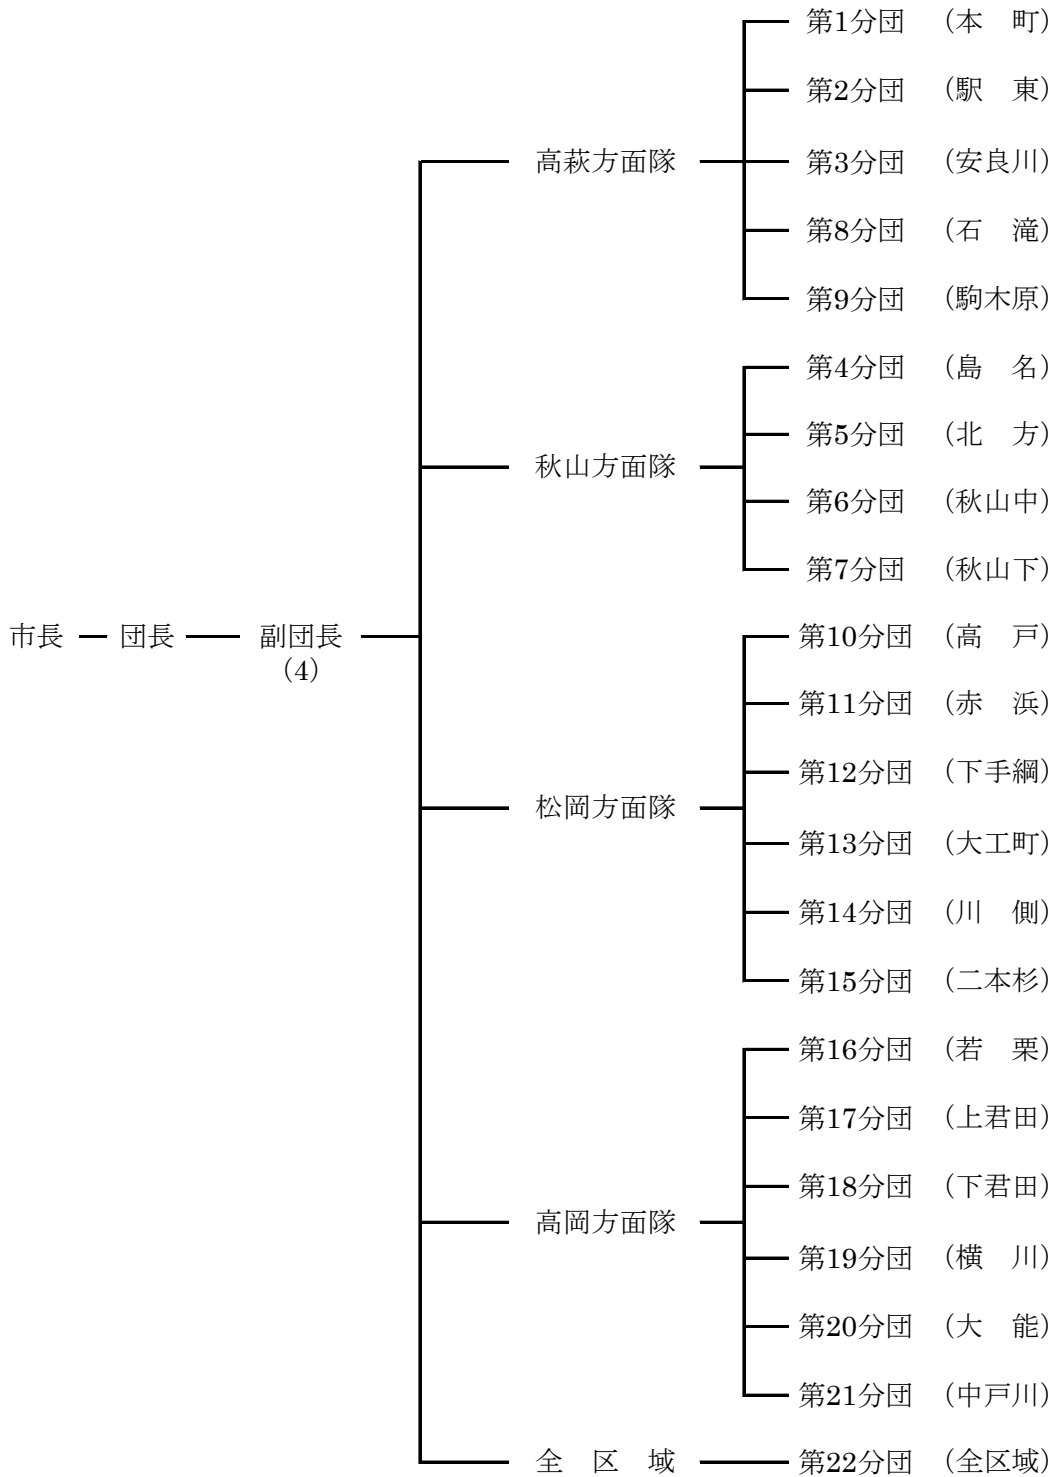 第1分団 (本　町)
第2分団 (駅　東)
高萩方面隊 第3分団 (安良川)
第8分団 (石　滝)
第9分団 (駒木原)
第4分団 (島　名)
第5分団 (北　方)
秋山方面隊
第6分団 (秋山中)
第7分団 (秋山下)
市長 団長 副団長 第10分団 (高　戸)
(4)
第11分団 (赤　浜)
第12分団 (下手綱)
松岡方面隊
第13分団 (大工町)
第14分団 (川　側)
第15分団 (二本杉)
第16分団 (若　栗)
第17分団 (上君田)
第18分団 (下君田)
高岡方面隊
第19分団 (横　川)
第20分団 (大　能)
第21分団 (中戸川)
全　区　域 第22分団 (全区域)